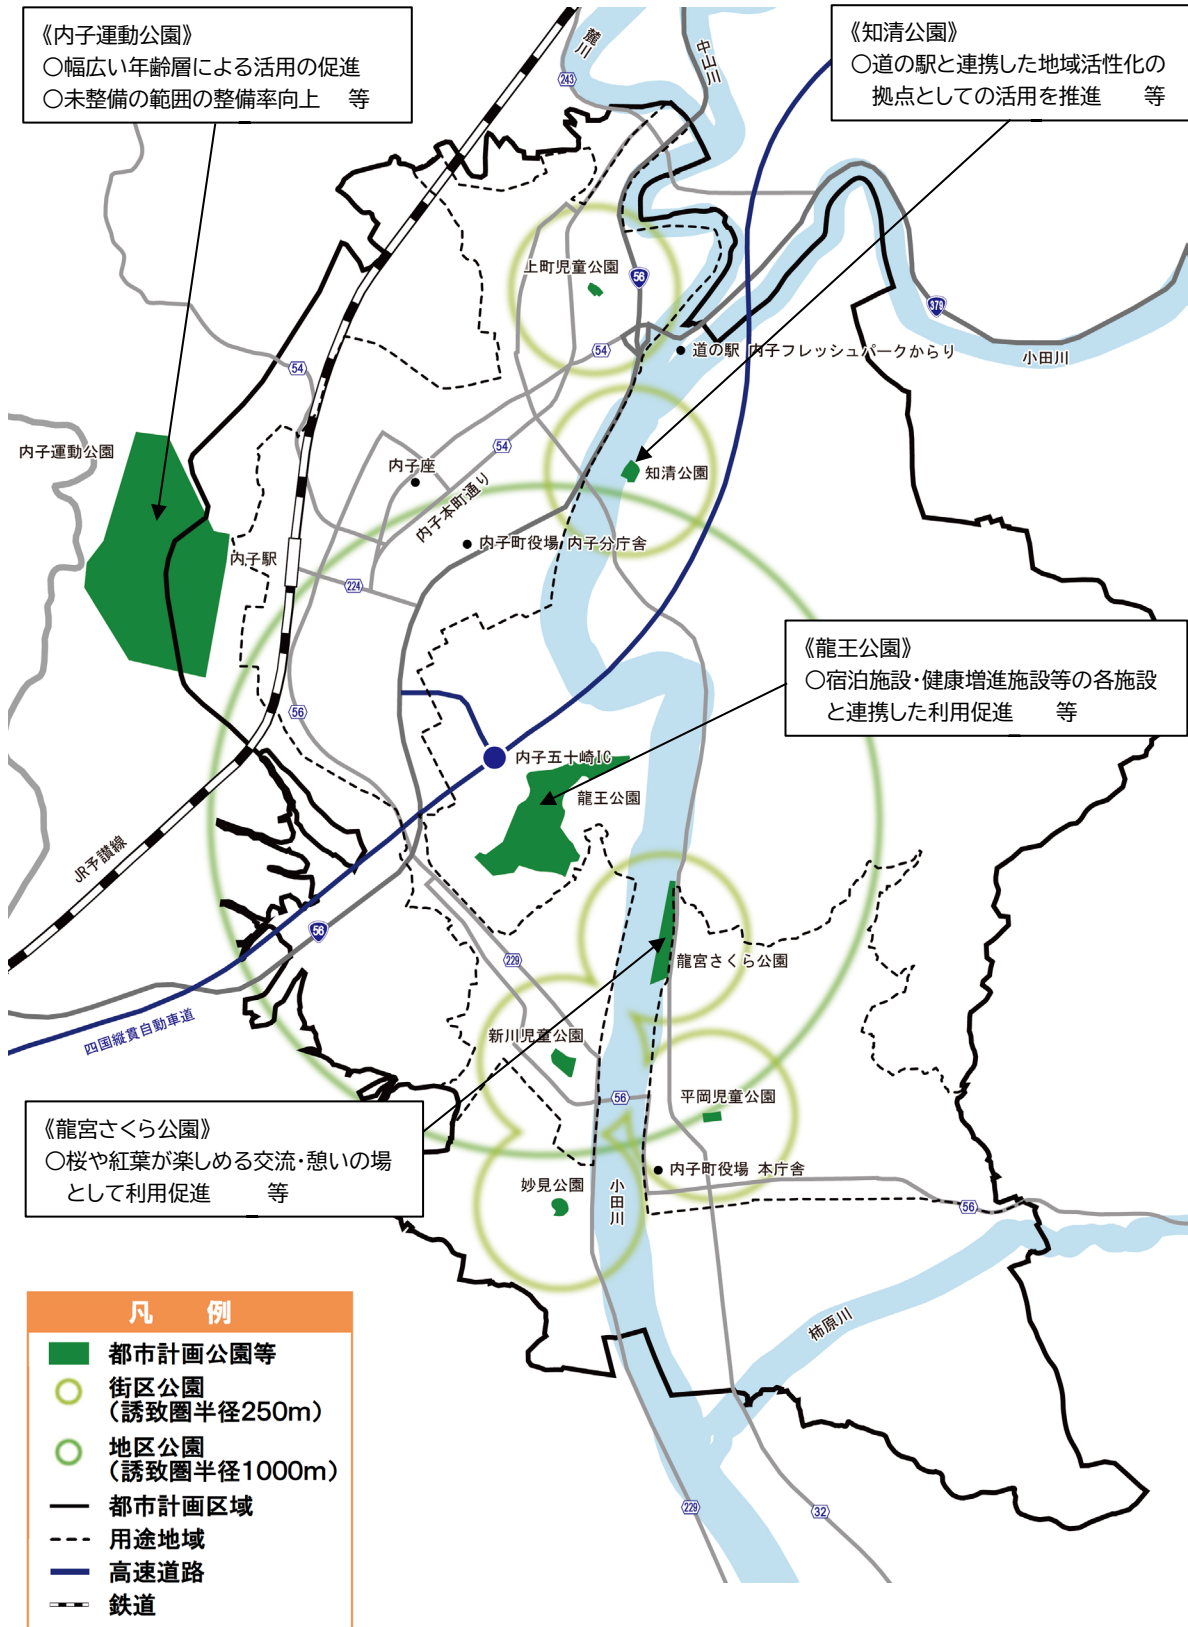 《内子運動公園》
○幅広い年齢層による活用の促進
○未整備の範囲の整備率向上　等
《知清公園》
○道の駅と連携した地域活性化の
拠点としての活用を推進　等
麓川
中山川
243
上町児童公園
56
379
54
道の駅 内子フレッシュパークからり
小田川
54
内子運動公園
54
内子座
内子本町通り
知清公園
内子町役場 内子分庁舎
内子駅
224
《龍王公園》
○宿泊施設・健康増進施設等の各施設
と連携した利用促進　等
56
内子五十崎IC
龍王公園
JR予讃線
56
229
龍宮さくら公園
四国縦貫自動車道
新川児童公園
56
平岡児童公園
《龍宮さくら公園》
○桜や紅葉が楽しめる交流・憩いの場
として利用促進　等
内子町役場 本庁舎
妙見公園
小田川
56
柿原川
凡　例
都市計画公園等
街区公園
（誘致圏半径250m）
地区公園
（誘致圏半径1000m）
都市計画区域
用途地域
高速道路
鉄道
229
32